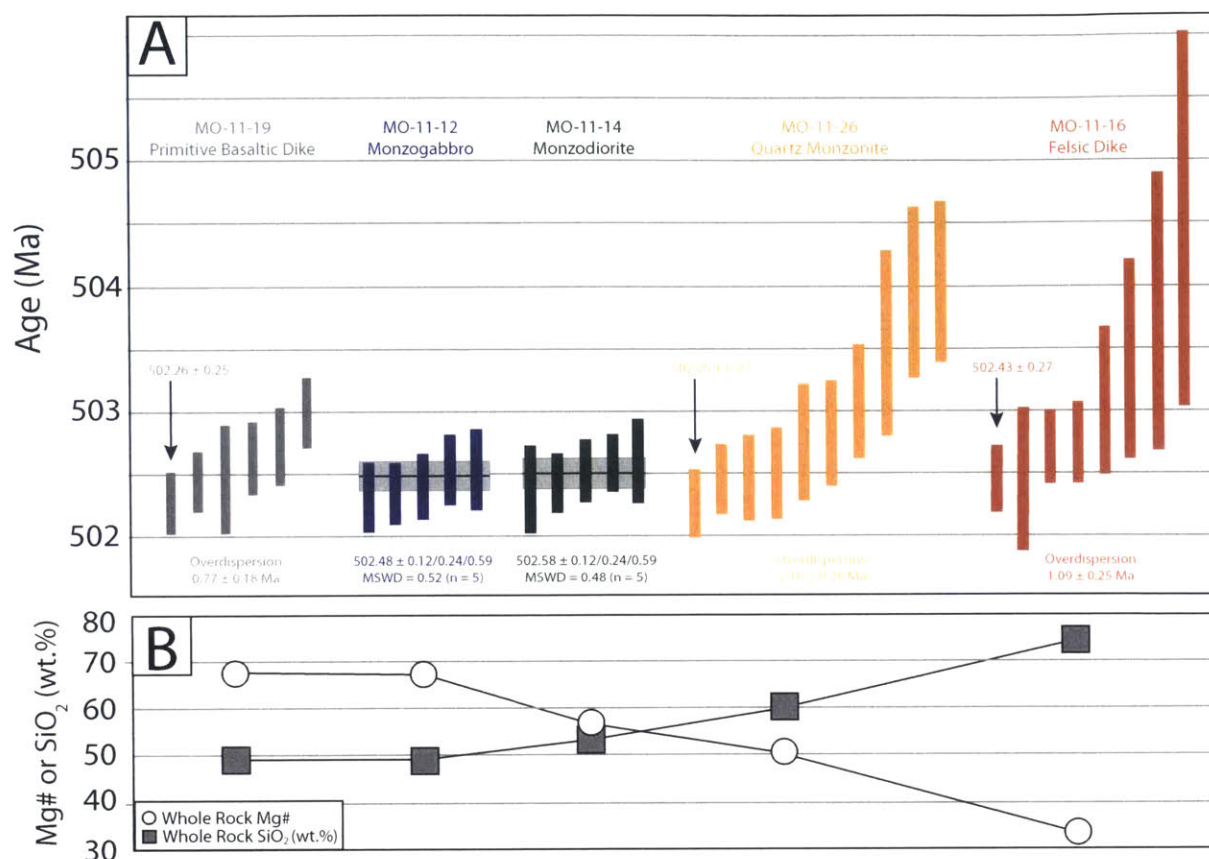 A
MO-11-19
Primitive Basaltic Dike
MO-11-12
Monzogabbro
MO-11-14
Monzodiorite
MO-11-26
Quartz Monzonite
MO-11-16
Felsic Dike
Age (Ma)
505
504
503
502
502.26 ± 0.25
502.43 ± 0.27
Overdispersion
0.77 ± 0.18 Ma
502.48 ± 0.12/0.24/0.59
MSWD = 0.52 (n = 5)
502.58 ± 0.12/0.24/0.59
MSWD = 0.48 (n = 5)
Overdispersion
Overdispersion
1.09 ± 0.25 Ma
B
Mg# or SiO₂ (wt.%)
80
70
60
50
40
30
Whole Rock Mg#
Whole Rock SiO₂ (wt.%)